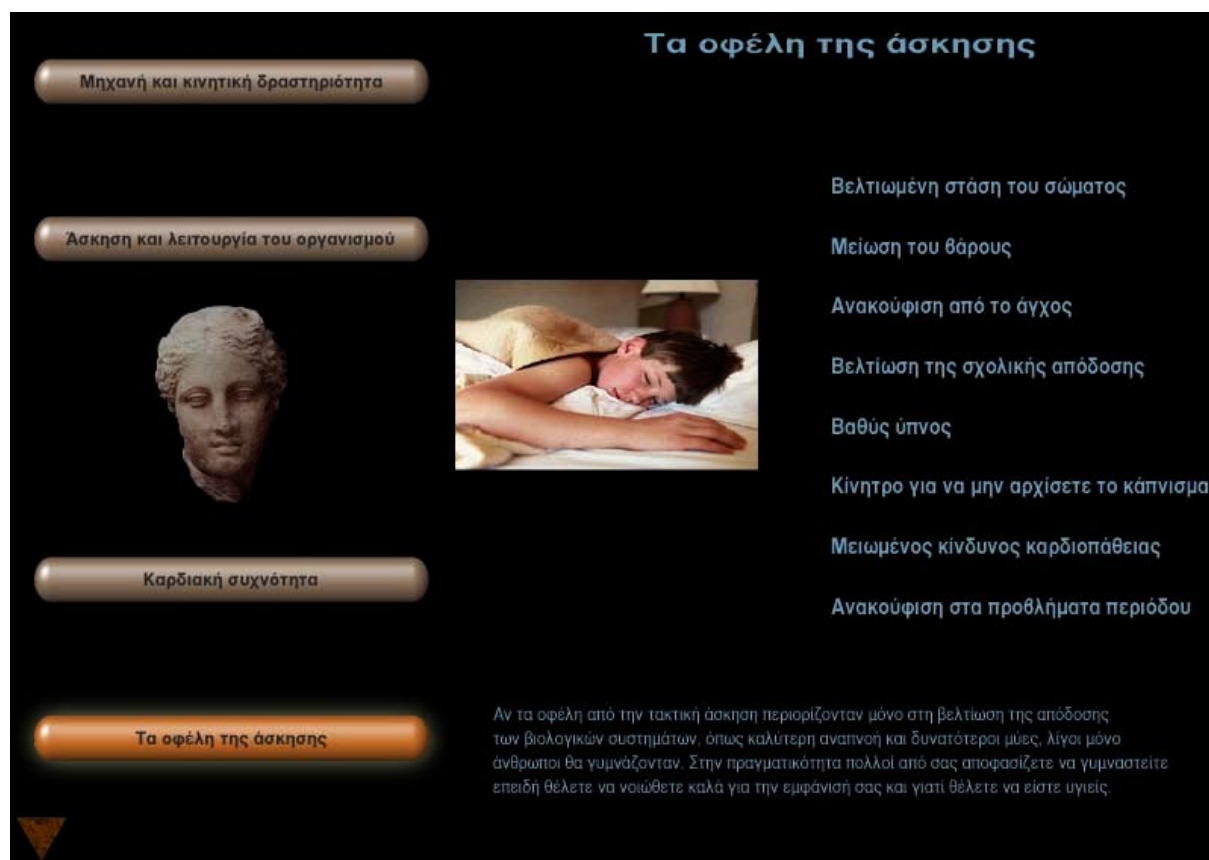 Τα οφέλη της άσκησης
Μηχανή και κινητική δραστηριότητα
Άσκηση και λειτουργία του οργανισμού
Καρδιακή συχνότητα
Τα οφέλη της άσκησης
Βελτιωμένη στάση του σώματος
Μείωση του βάρους
Ανακούφιση από το άγχος
Βελτίωση της σχολικής απόδοσης
Βαθύς ύπνος
Κίνητρο για να μην αρχίσετε το κάπνισμα
Μειωμένος κίνδυνος καρδιοπάθειας
Ανακούφιση στα προβλήματα περιόδου
Αν τα οφέλη από την τακτική άσκηση περιορίζονταν μόνο στη βελτίωση της απόδοσης
των βιολογικών συστημάτων, όπως καλύτερη αναπνοή και δυνατότεροι μύες, λίγοι μόνο
άνθρωποι θα γυμνάζονταν. Στην πραγματικότητα πολλοί από σας αποφασίζετε να γυμναστείτε
επειδή θέλετε να νοιώθετε καλά για την εμφάνισή σας και γιατί θέλετε να είστε υγιείς.